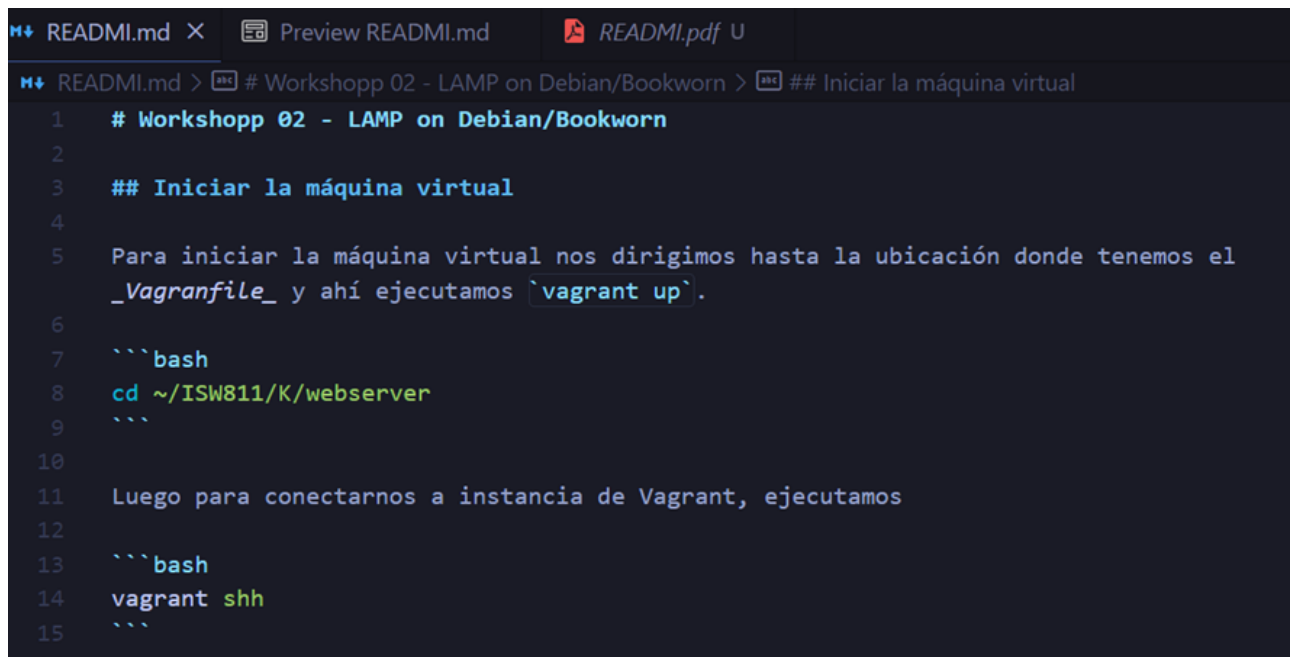 README.md X Preview READMI.md READMI.pdf U
READMI.md > # Workshopp 02 - LAMP on Debian/Bookworn > ## Iniciar la máquina virtual
1 # Workshopp 02 - LAMP on Debian/Bookworn
2
3 ## Iniciar la máquina virtual
4
5 Para iniciar la máquina virtual nos dirigimos hasta la ubicación donde tenemos el
_Vagranfile_ y ahí ejecutamos `vagrant up`.
6
7 ```bash
8 cd ~/ISW811/K/webserver
9 ```
10
11 Luego para conectarnos a instancia de Vagrant, ejecutamos
12
13 ```bash
14 vagrant shh
15 ```